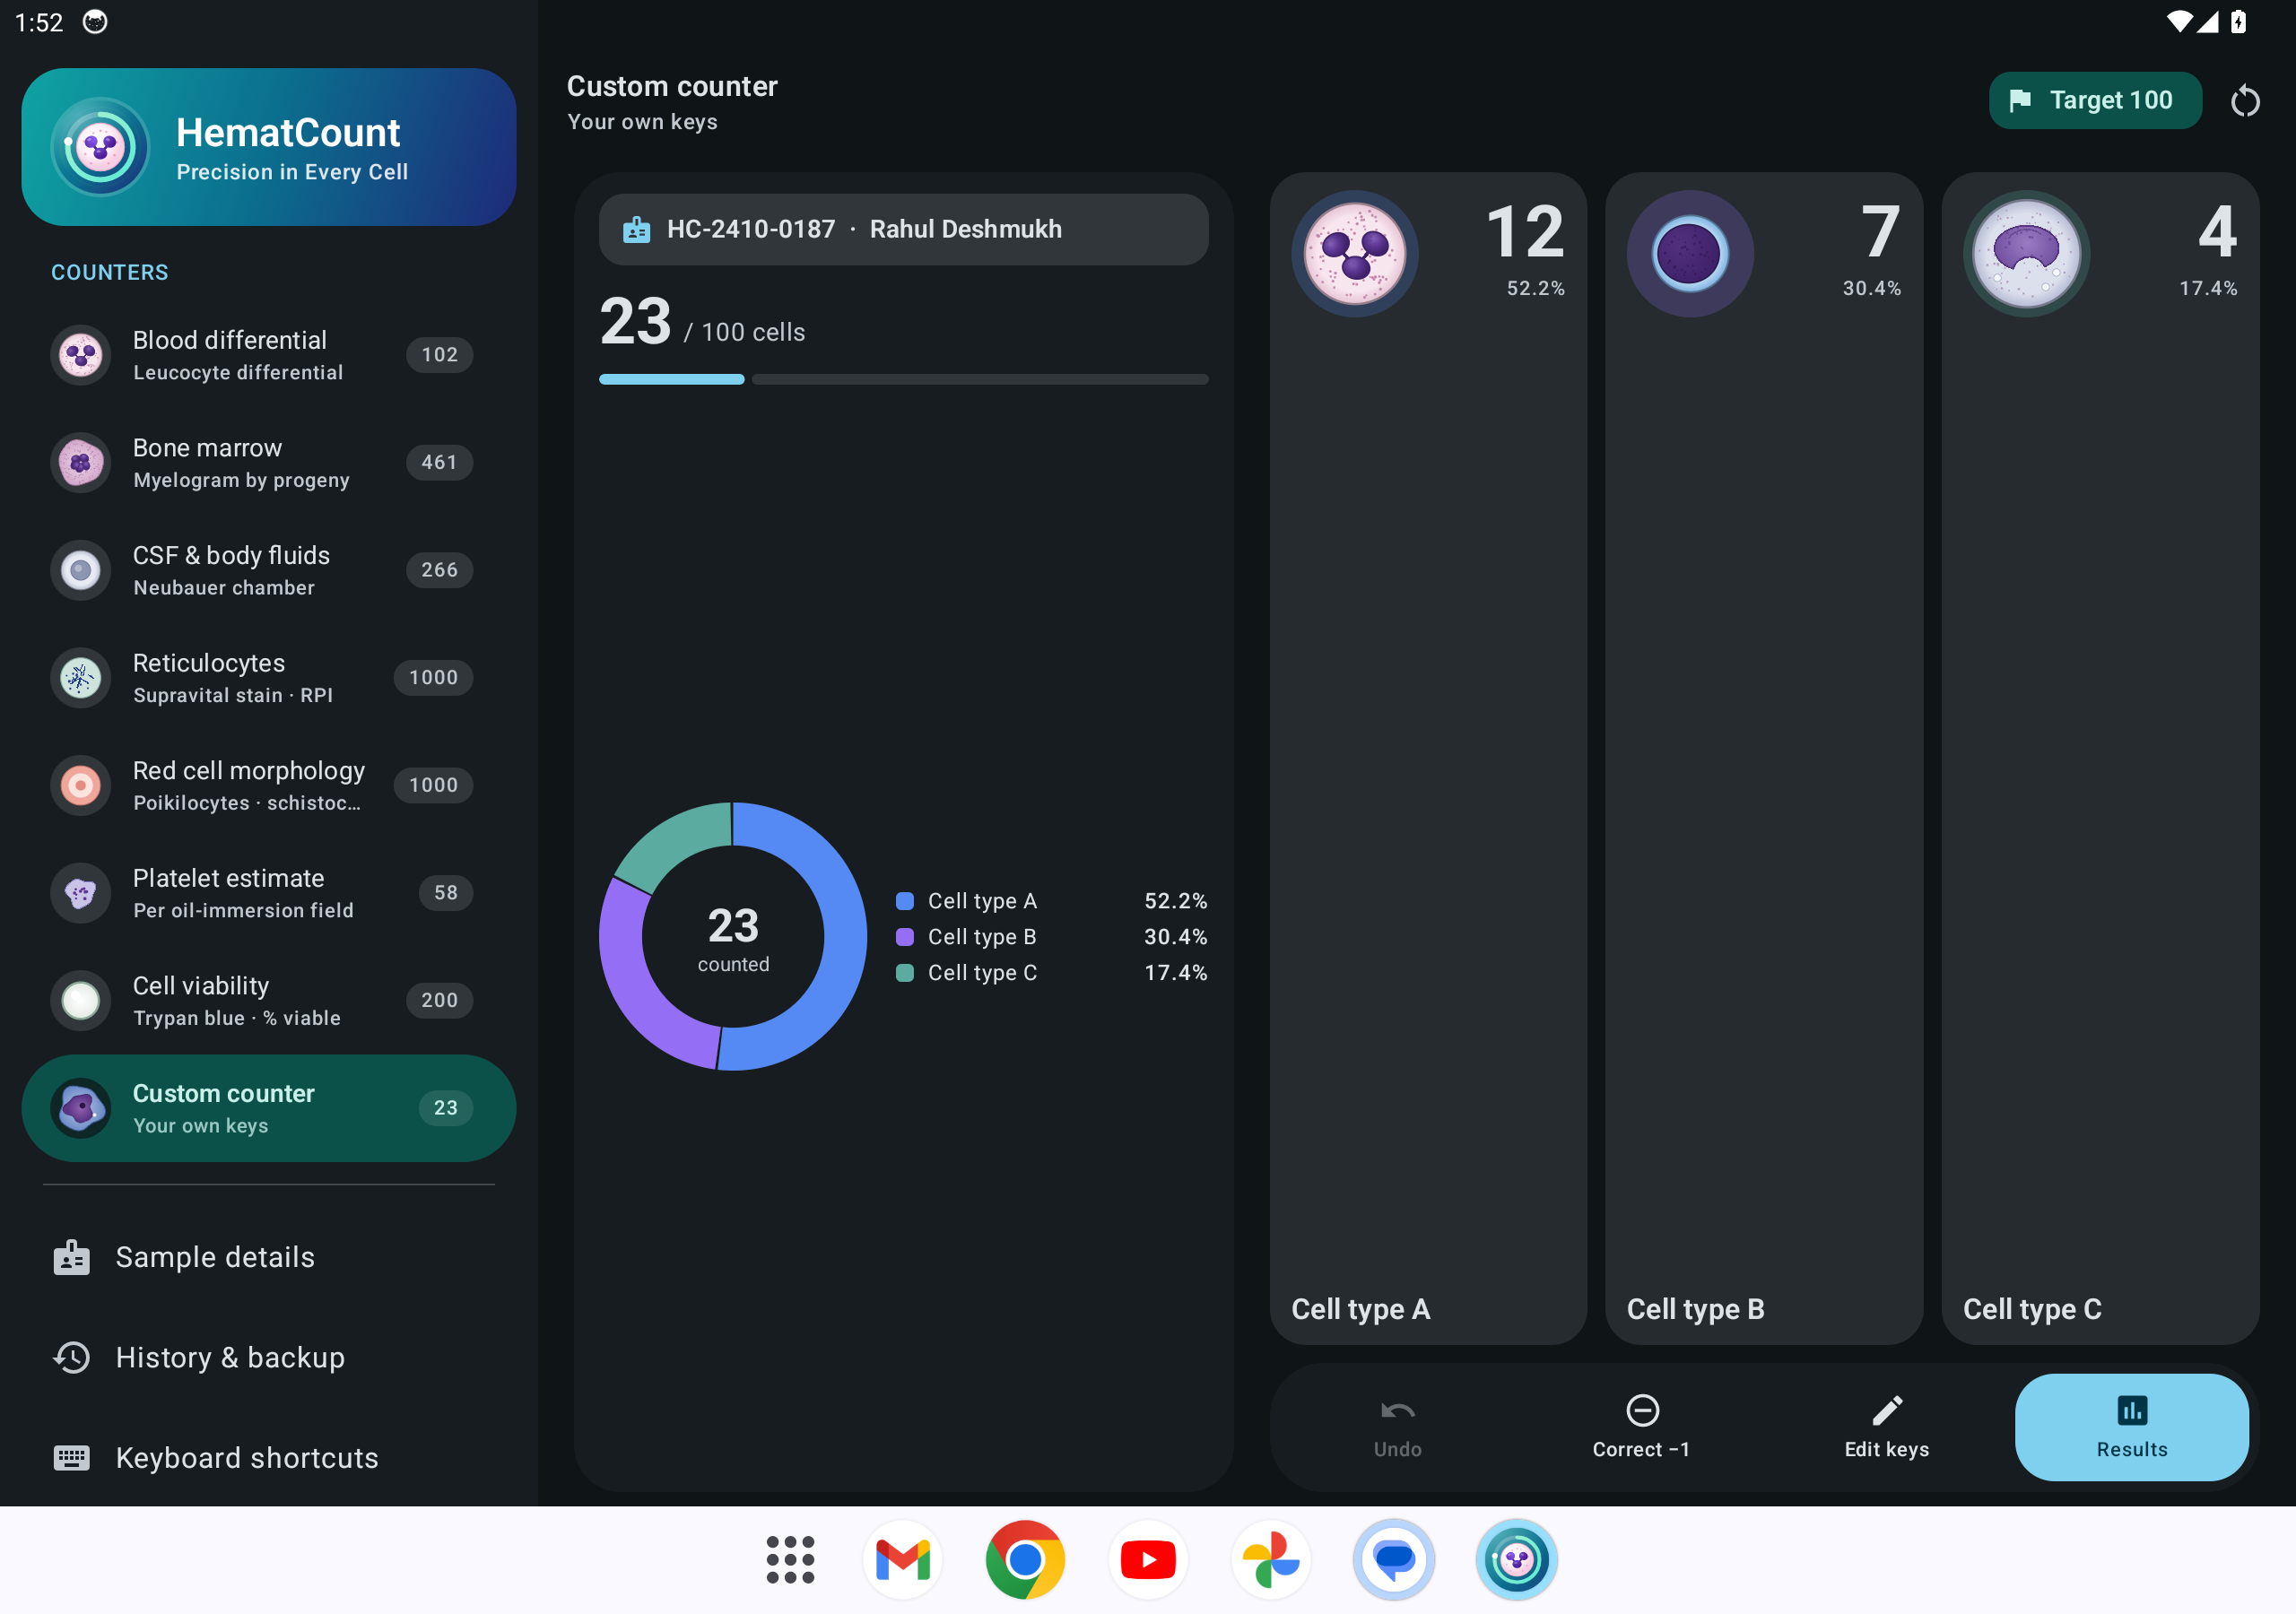 1:52
HematCount
Precision in Every Cell
COUNTERS
Blood differential
Leucocyte differential
102
Bone marrow
Myelogram by progeny
461
CSF & body fluids
Neubauer chamber
266
Reticulocytes
Supravital stain · RPI
1000
Red cell morphology
Poikilocytes · schistoc...
1000
Platelet estimate
Per oil-immersion field
58
Cell viability
Trypan blue · % viable
200
Custom counter
Your own keys
23
Sample details
History & backup
Keyboard shortcuts
Custom counter
Your own keys
Target 100
HC-2410-0187 · Rahul Deshmukh
23 / 100 cells
23
counted
Cell type A 52.2%
Cell type B 30.4%
Cell type C 17.4%
12
52.2%
Cell type A
7
30.4%
Cell type B
4
17.4%
Cell type C
Undo
Correct −1
Edit keys
Results